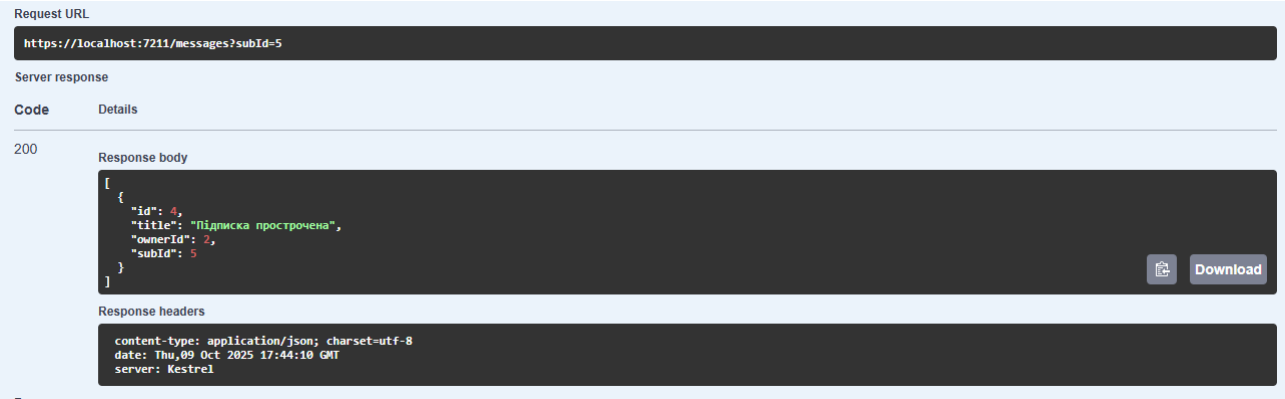 Request URL
https://localhost:7211/messages?subId=5
Server response
Code Details
200
Response body
[
{
"id": 4,
"title": "Підписка прострочена",
"ownerId": 2,
"subId": 5
}
]
Download
Response headers
content-type: application/json; charset=utf-8
date: Thu,09 Oct 2025 17:44:10 GMT
server: Kestrel